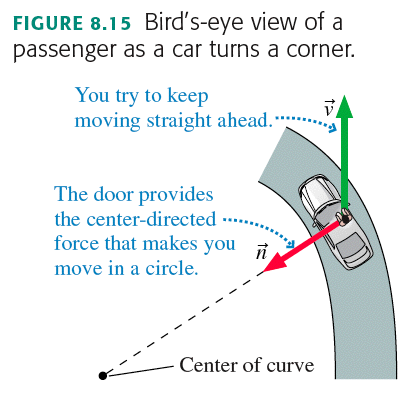 FIGURE 8.15 Bird's-eye view of a
passenger as a car turns a corner.
You try to keep
moving straight ahead.
v⃗
The door provides
the center-directed
force that makes you
move in a circle.
n⃗
Center of curve